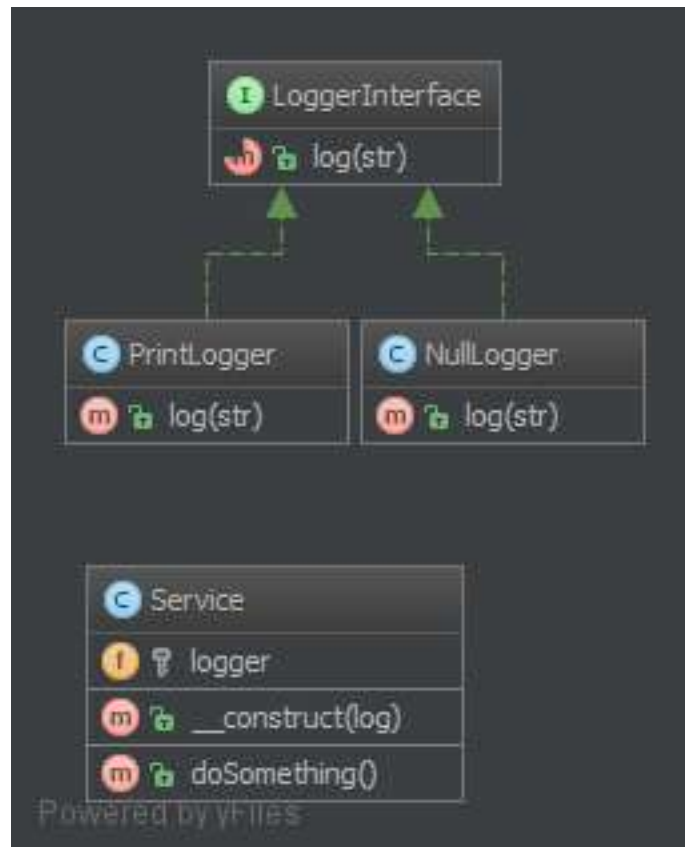 I LoggerInterface
m log(str)
C PrintLogger
m log(str)
C NullLogger
m log(str)
C Service
f logger
m __construct(log)
m doSomething()
Powered by yFiles